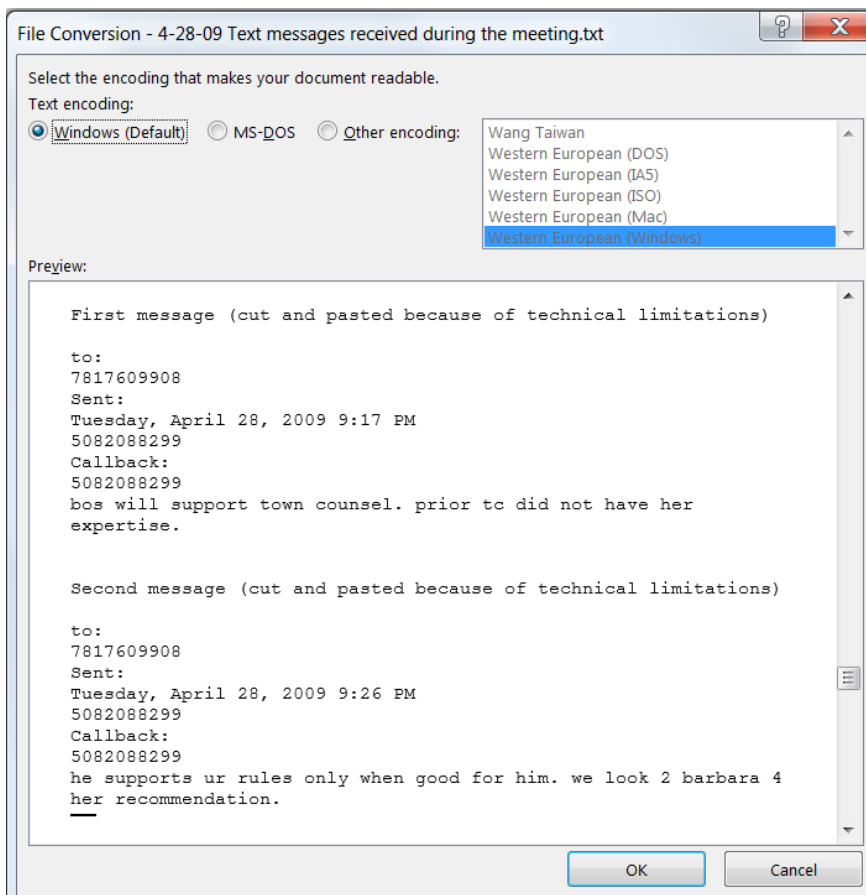 File Conversion - 4-28-09 Text messages received during the meeting.txt
Select the encoding that makes your document readable.
Text encoding:
Windows (Default) MS-DOS Other encoding:
Wang Taiwan
Western European (DOS)
Western European (IA5)
Western European (ISO)
Western European (Mac)
Western European (Windows)
Preview:
First message (cut and pasted because of technical limitations)
to:
7817609908
Sent:
Tuesday, April 28, 2009 9:17 PM
5082088299
Callback:
5082088299
bos will support town counsel. prior tc did not have her
expertise.
Second message (cut and pasted because of technical limitations)
to:
7817609908
Sent:
Tuesday, April 28, 2009 9:26 PM
5082088299
Callback:
5082088299
he supports ur rules only when good for him. we look 2 barbara 4
her recommendation.
OK Cancel